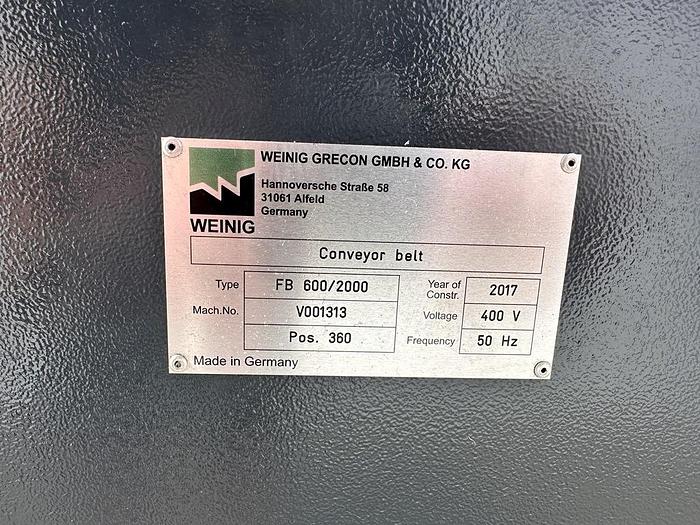 WEINIG GRECON GMBH & CO. KG
Hannoversche Straße 58
31061 Alfeld
Germany
WEINIG
Conveyor belt
Type FB 600/2000
Mach.No. V001313
Pos. 360
Year of
Constr. 2017
Voltage 400 V
Frequency 50 Hz
Made in Germany